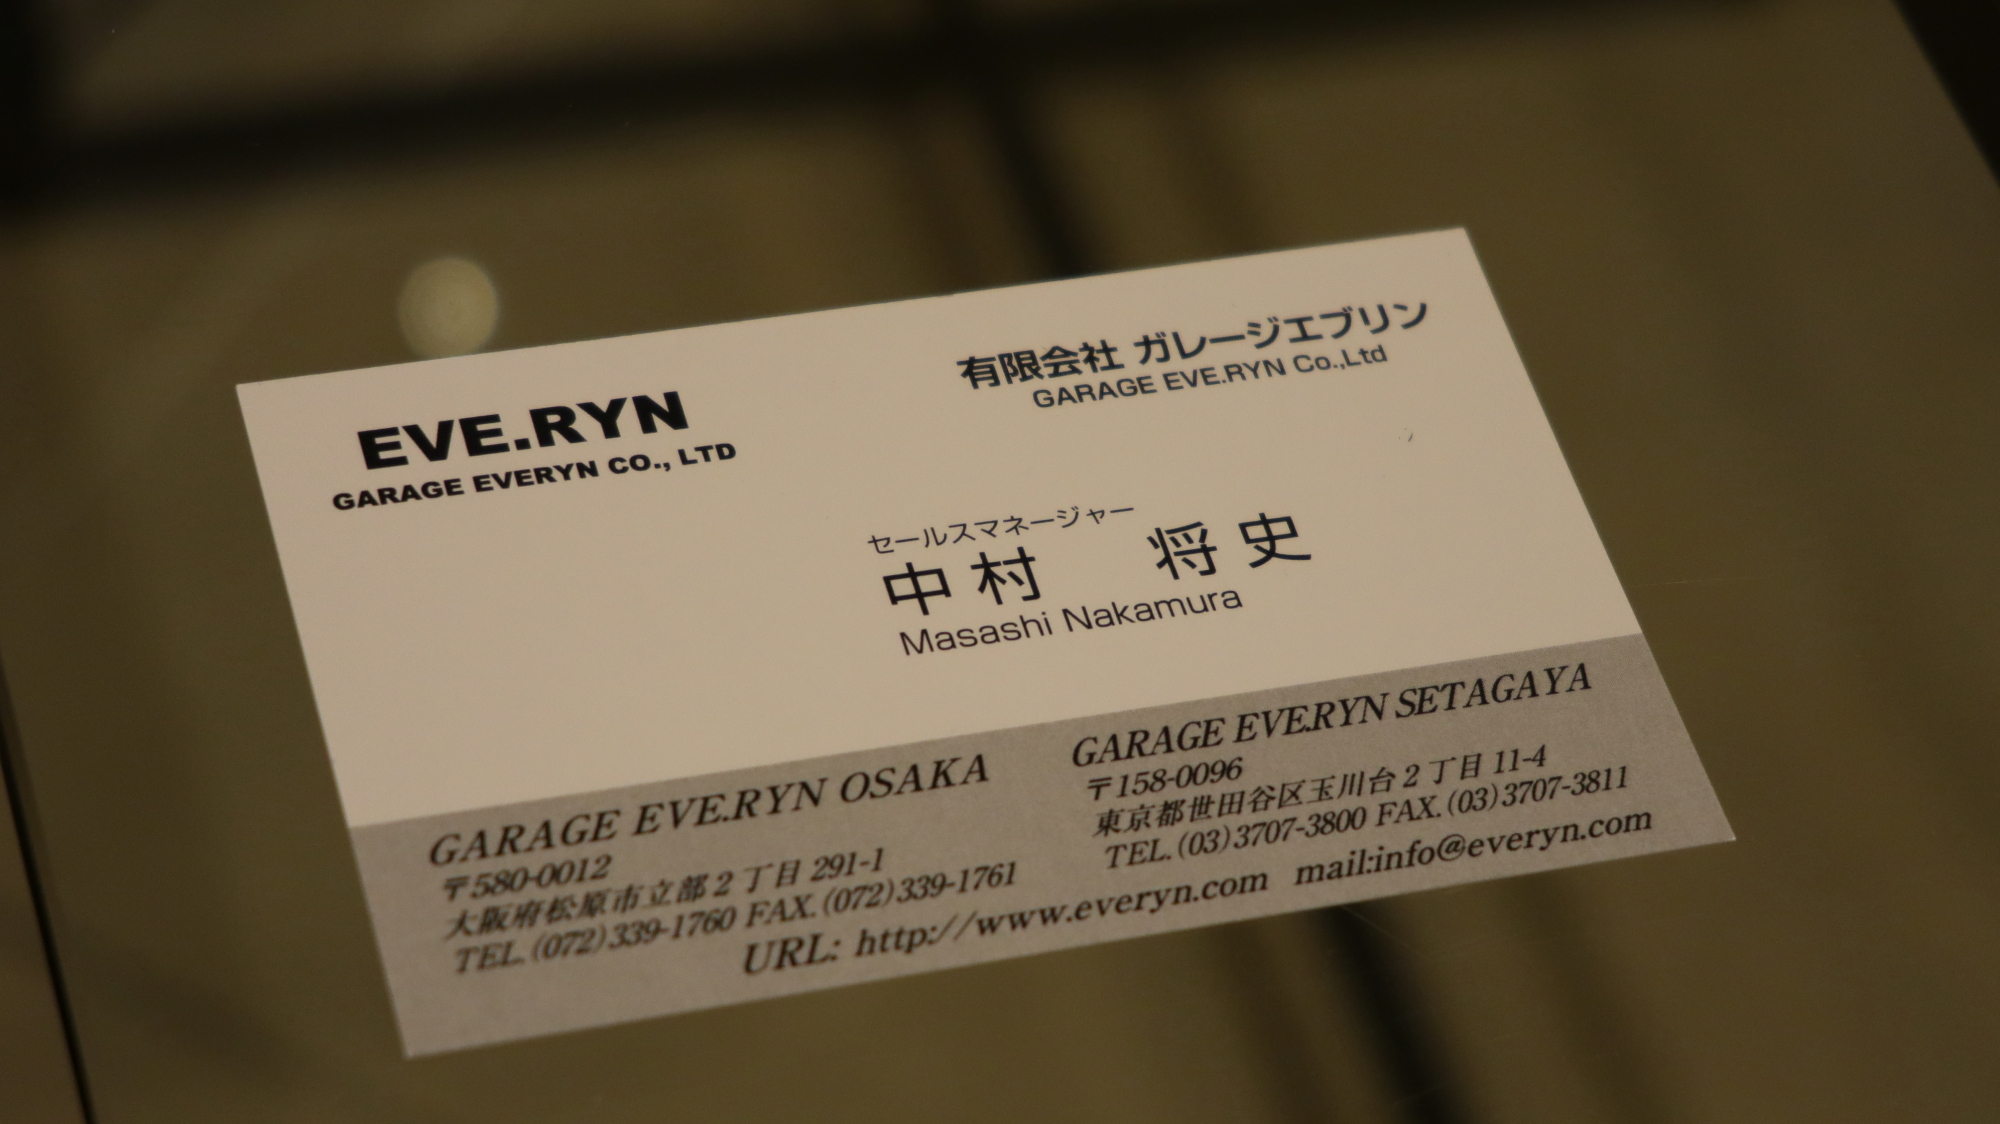 EVE.RYN
GARAGE EVERYN CO., LTD
有限会社 ガレージエブリン
GARAGE EVE.RYN Co.,Ltd
セールスマネージャー
中村 将史
Masashi Nakamura
GARAGE EVE.RYN OSAKA
〒580-0012
大阪府松原市立部2丁目291-1
TEL.(072)339-1760 FAX.(072)339-1761
GARAGE EVE.RYN SETAGAYA
〒158-0096
東京都世田谷区玉川台2丁目11-4
TEL.(03)3707-3800 FAX.(03)3707-3811
URL: http://www.everyn.com mail:info@everyn.com